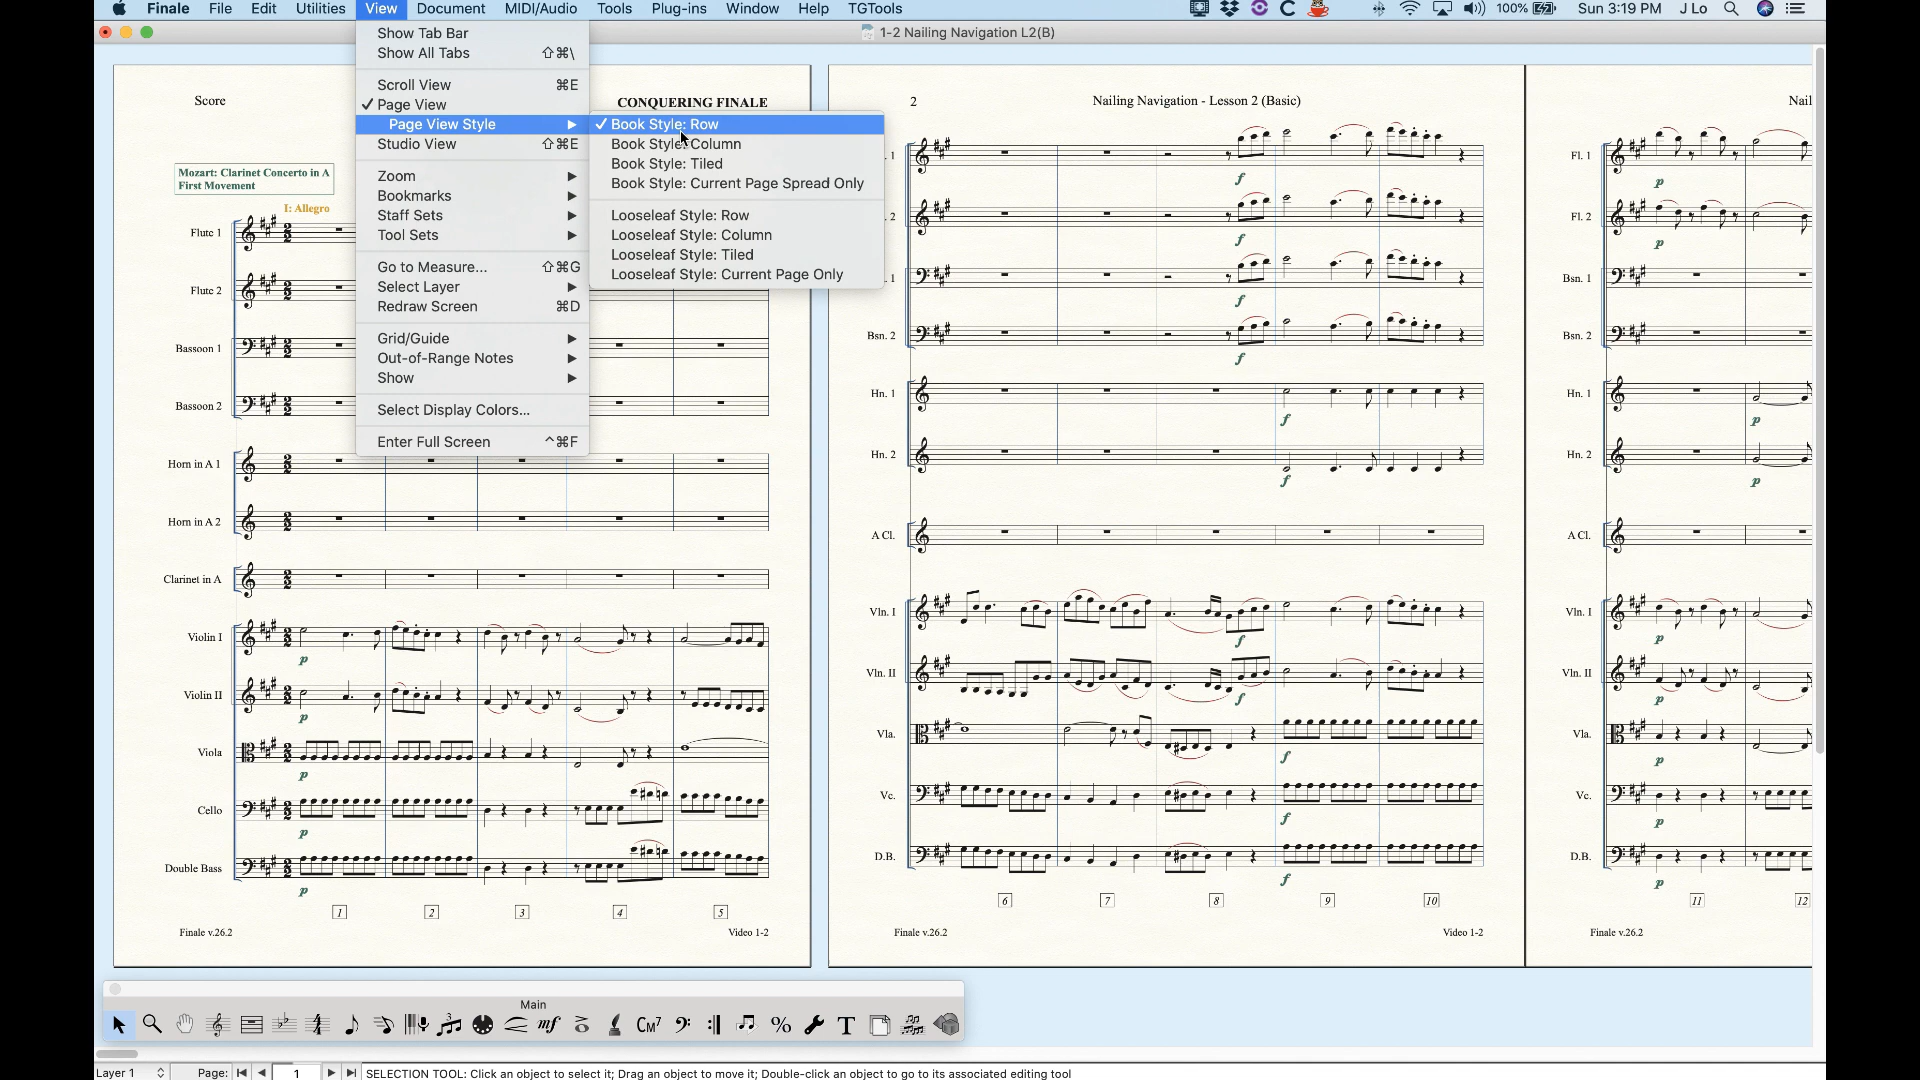 Finale File Edit Utilities View Document MIDI/Audio Tools Plug-ins Window Help TGTools 100% Sun 3:19 PM J Lo
1-2 Nailing Navigation L2(B)
Show Tab Bar
Show All Tabs ⇧⌘\
Scroll View ⌘E
✓ Page View
Page View Style ▶
Studio View ⇧⌘E
Zoom ▶
Bookmarks ▶
Staff Sets ▶
Tool Sets ▶
Go to Measure... ⇧⌘G
Select Layer ▶
Redraw Screen ⌘D
Grid/Guide ▶
Out-of-Range Notes ▶
Show ▶
Select Display Colors...
Enter Full Screen ^⌘F
✓ Book Style: Row
Book Style: Column
Book Style: Tiled
Book Style: Current Page Spread Only
Looseleaf Style: Row
Looseleaf Style: Column
Looseleaf Style: Tiled
Looseleaf Style: Current Page Only
Score
CONQUERING FINALE
Mozart: Clarinet Concerto in A
First Movement
I: Allegro
Flute 1
Flute 2
Bassoon 1
Bassoon 2
Horn in A 1
Horn in A 2
Clarinet in A
Violin I
p
Violin II
p
Viola
p
Cello
p
Double Bass
p
1 2 3 4 5
Finale v.26.2 Video 1-2
2 Nailing Navigation - Lesson 2 (Basic)
. 1
f
. 2
f
. 1
f
Bsn. 2
f
Hn. 1
f
Hn. 2
f
A Cl.
Vln. I
f
Vln. II
f
Vla.
f
Vc.
f
D.B.
f
6 7 8 9 10
Finale v.26.2 Video 1-2
Nail
Fl. 1
p
Fl. 2
p
Bsn. 1
Bsn. 2
Hn. 1
p
Hn. 2
p
A Cl.
Vln. I
p
Vln. II
p
Vla.
p
Vc.
p
D.B.
p
11 12
Finale v.26.2
Main
mf CM7 % T
Layer 1 Page: 1 SELECTION TOOL: Click an object to select it; Drag an object to move it; Double-click an object to go to its associated editing tool